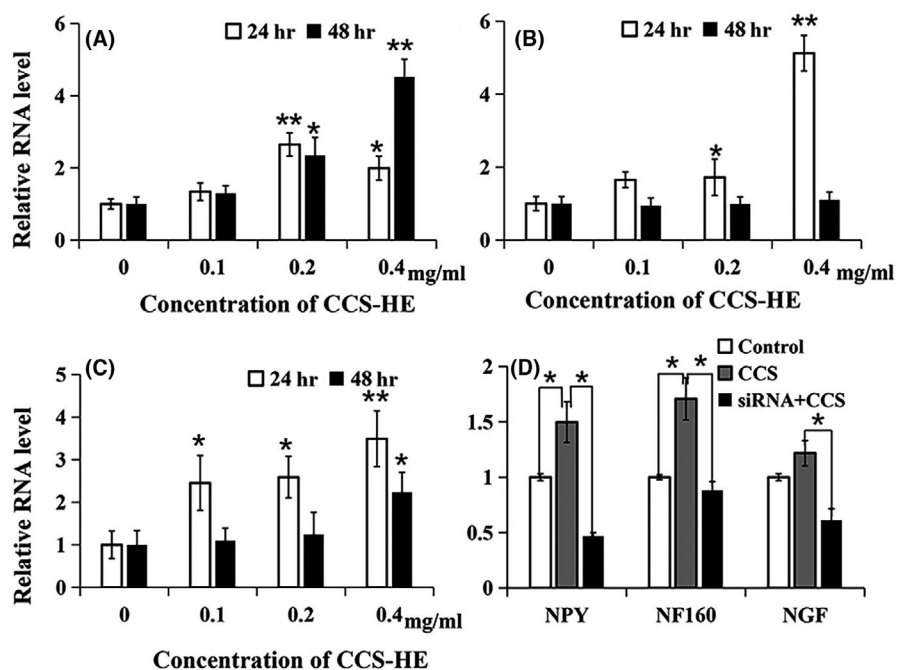 (A)
24 hr 48 hr
Relative RNA level
6
4
2
0
** * * **
0 0.1 0.2 0.4 mg/ml
Concentration of CCS-HE
(B)
24 hr 48 hr
6
4
2
0
* **
0 0.1 0.2 0.4 mg/ml
Concentration of CCS-HE
(C)
24 hr 48 hr
Relative RNA level
5
4
3
2
1
0
* * ** *
0 0.1 0.2 0.4 mg/ml
Concentration of CCS-HE
(D)
Control
CCS
siRNA+CCS
2
1.5
1
0.5
0
* * * * *
NPY NF160 NGF